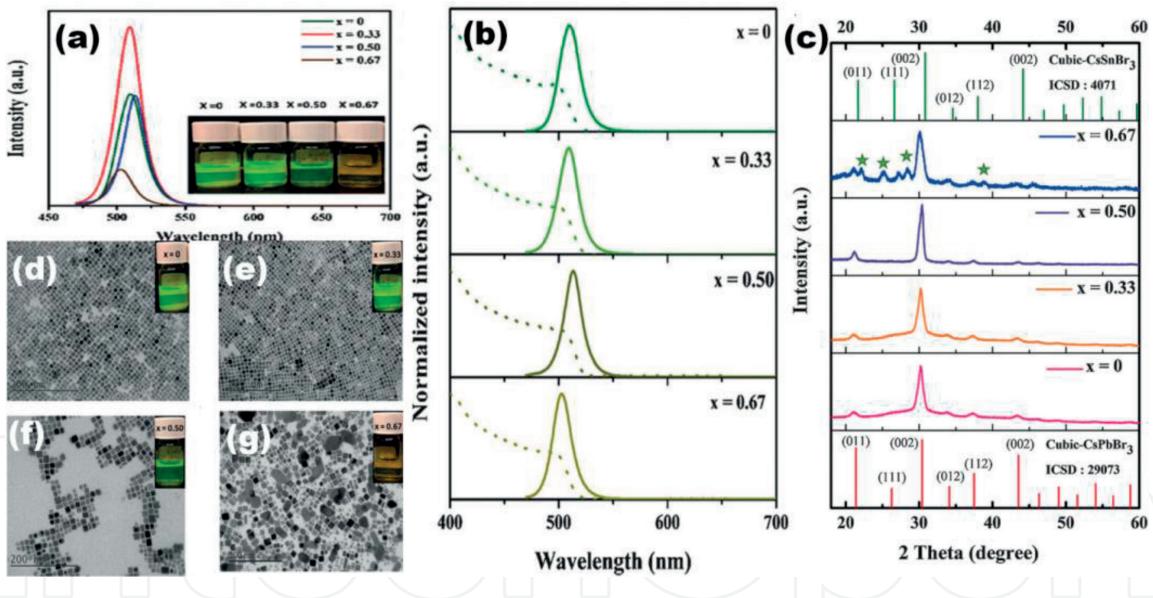 (a)
x = 0
x = 0.33
x = 0.50
x = 0.67
X =0 X =0.33 X =0.50 X =0.67
Intensity (a.u.)
450 500 550 600 650 700
Wavelength (nm)
(d)
x = 0
(e)
x = 0.33
(f)
x = 0.50
200
(g)
x = 0.67
(b)
x = 0
x = 0.33
x = 0.50
x = 0.67
Normalized intensity (a.u.)
400 500 600 700
Wavelength (nm)
20 30 40 50 60
(c)
(011) (111) (002) (012) (112) (002)
Cubic-CsSnBr3
ICSD : 4071
x = 0.67
x = 0.50
x = 0.33
x = 0
(011) (111) (002) (012) (112) (002)
Cubic-CsPbBr3
ICSD : 29073
Intensity (a.u.)
20 30 40 50 60
2 Theta (degree)